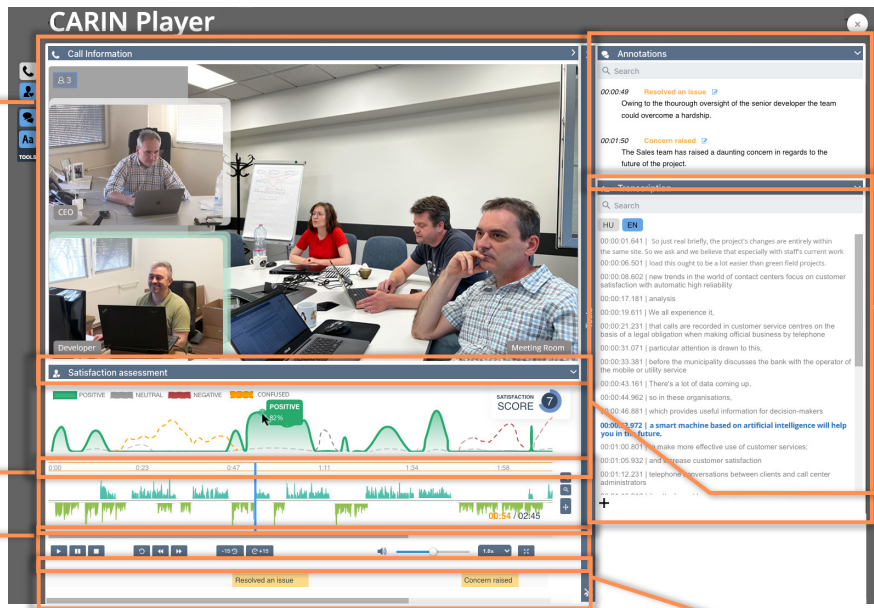 CARIN Player
Call Information
3
CEO
Developer
Meeting Room
Aa
TOOLS
Satisfaction assessment
POSITIVE
NEUTRAL
NEGATIVE
CONFUSED
SATISFACTION
SCORE
7
POSITIVE
82%
0:00
0:23
0:47
1:11
1:34
1:58
00:54 / 02:45
-15
+15
1.0x
Resolved an issue
Concern raised
Annotations
Search
00:00:49 Resolved an issue
Owing to the thourough oversight of the senior developer the team
could overcome a hardship.
00:01:50 Concern raised
The Sales team has raised a daunting concern in regards to the
future of the project.
Transcription
Search
HU EN
00:00:01.641 | So just real briefly, the project's changes are entirely within
the same site. So we ask and we believe that especially with staff's current work
00:00:06.501 | load this ought to be a lot easier than green field projects.
00:00:08.602 | new trends in the world of contact centers focus on customer
satisfaction with automatic high reliability
00:00:17.181 | analysis
00:00:19.611 | We all experience it,
00:00:21.231 | that calls are recorded in customer service centres on the
basis of a legal obligation when making official business by telephone
00:00:31.071 | particular attention is drawn to this,
00:00:33.381 | before the municipality discusses the bank with the operator of
the mobile or utility service
00:00:43.161 | There's a lot of data coming up,
00:00:44.962 | so in these organisations,
00:00:46.881 | which provides useful information for decision-makers
972 | a smart machine based on artificial intelligence will help
you in the future,
00:01:00.801 | to make more effective use of customer services;
00:01:05.932 | and increase customer satisfaction
00:01:12.231 | telephone conversations between clients and call center
administrators